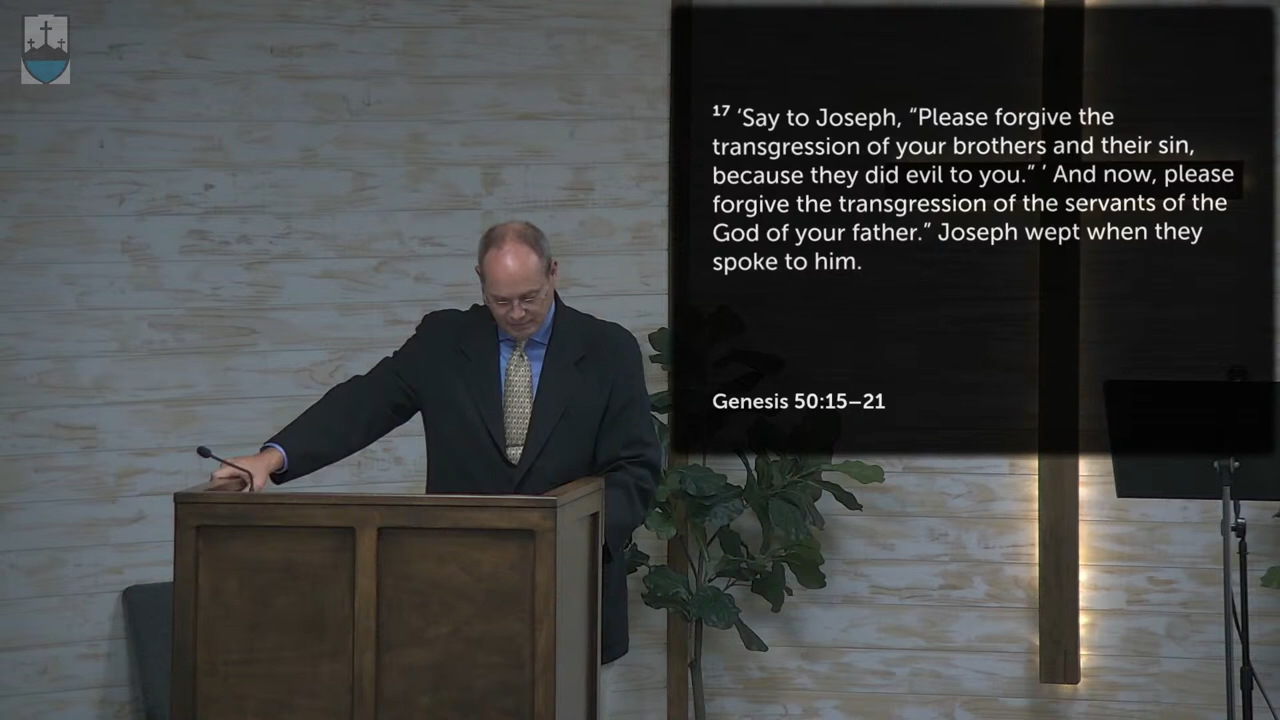 17 ‘Say to Joseph, “Please forgive the
transgression of your brothers and their sin,
because they did evil to you.” ’ And now, please
forgive the transgression of the servants of the
God of your father.” Joseph wept when they
spoke to him.
Genesis 50:15–21